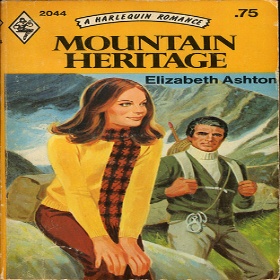 2044
A HARLEQUIN ROMANCE
.75
MOUNTAIN
HERITAGE
Elizabeth Ashton